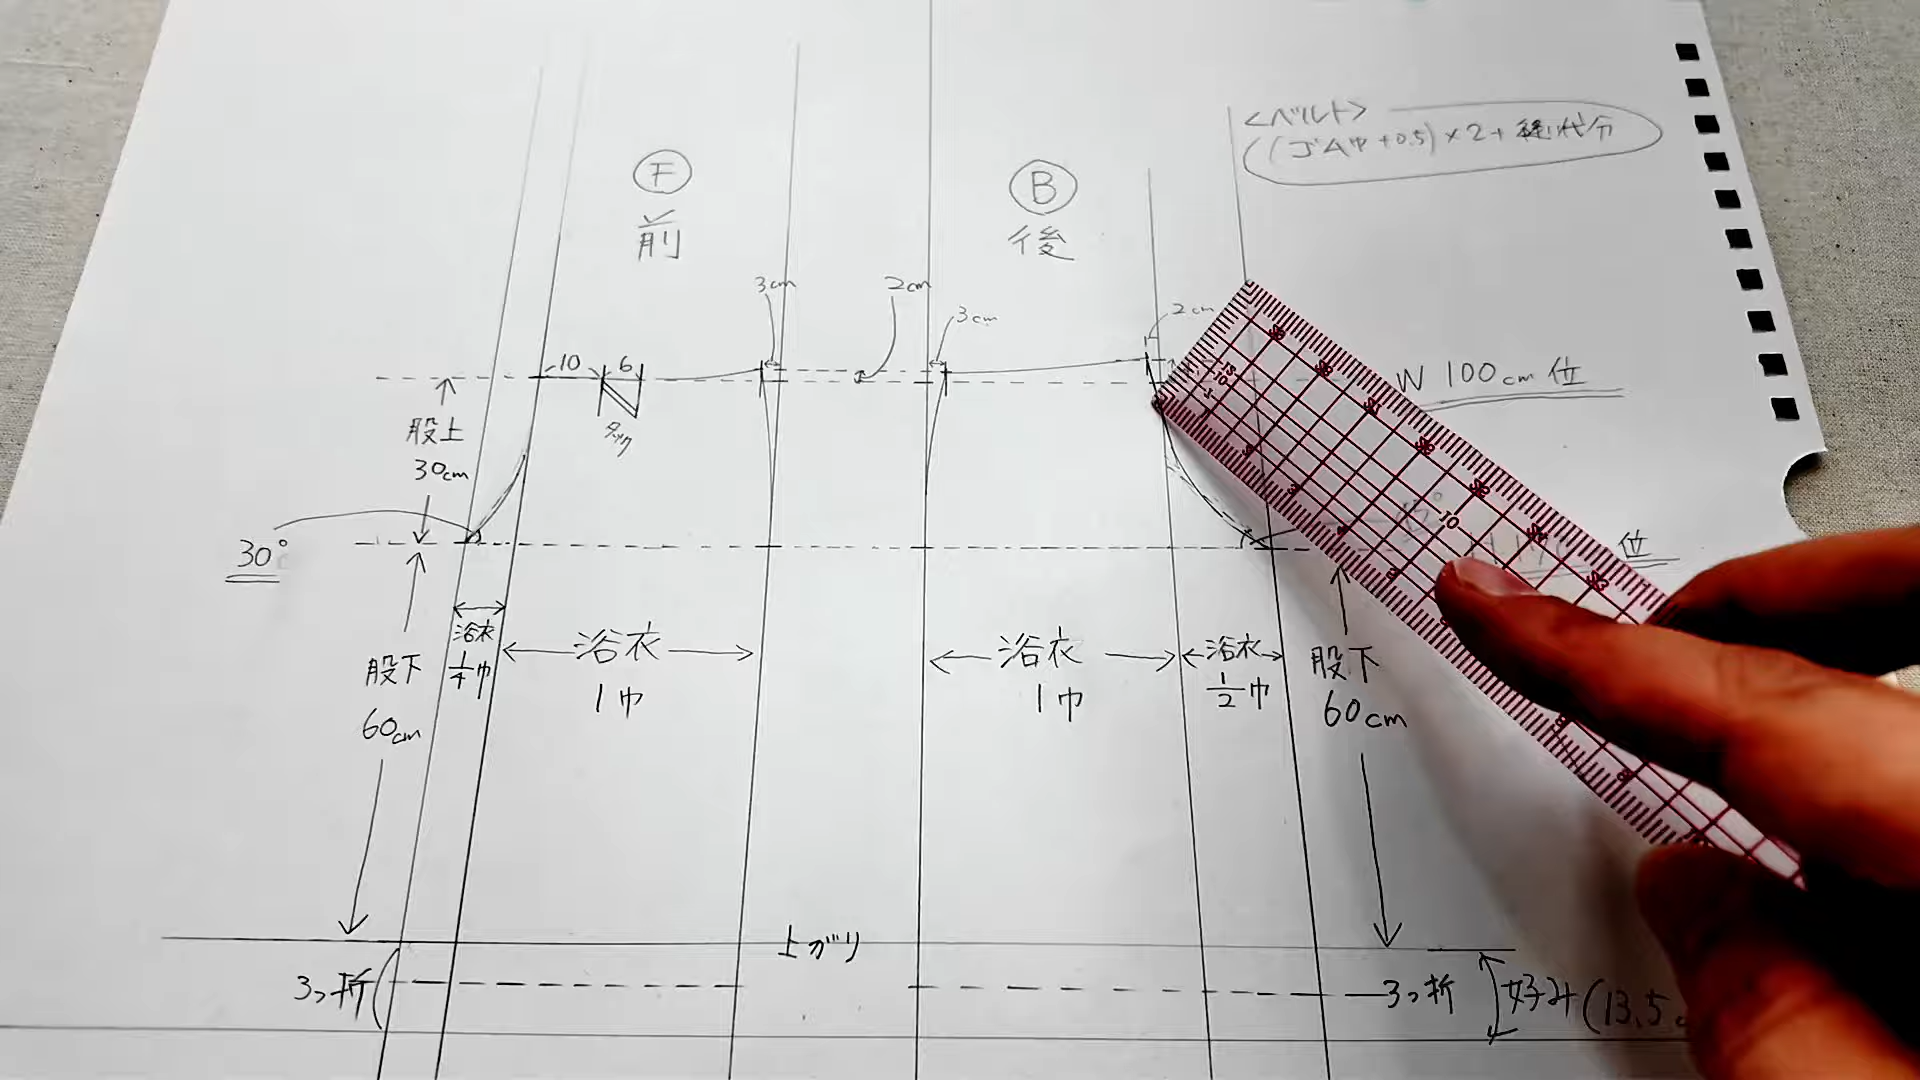 <ベルト>
(ゴム巾+0.5)×2+縫い代分
F
前
B
後
3cm
2cm
3cm
2cm
10
6
タック
W 100cm 位
股上
30cm
30°
位
股下
60cm
浴衣
1/4巾
浴衣
1巾
浴衣
1巾
浴衣
1/2巾
股下
60cm
上がり
3つ折
3つ折
好み(13.5